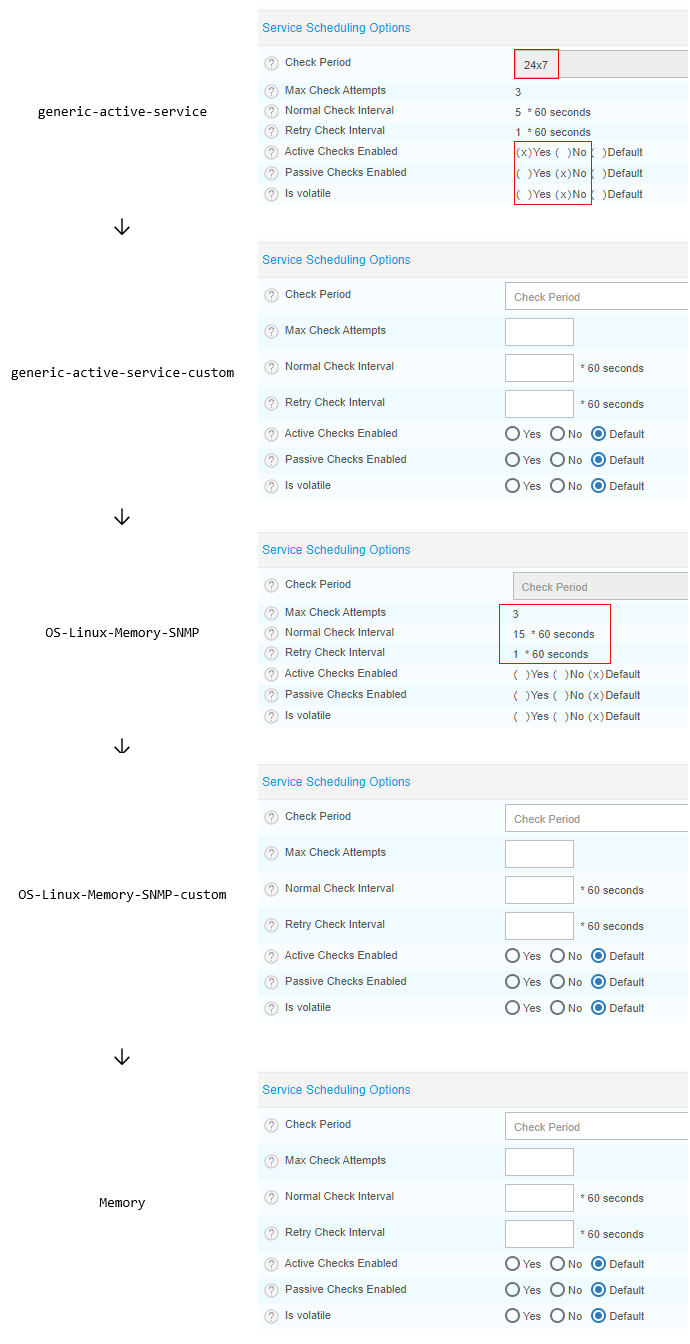 Service Scheduling Options
? Check Period 24x7
? Max Check Attempts 3
generic-active-service
? Normal Check Interval 5 * 60 seconds
? Retry Check Interval 1 * 60 seconds
? Active Checks Enabled (x)Yes ( )No ( )Default
? Passive Checks Enabled ( )Yes (x)No ( )Default
? Is volatile ( )Yes (x)No ( )Default
↓
Service Scheduling Options
? Check Period Check Period
? Max Check Attempts
generic-active-service-custom
? Normal Check Interval * 60 seconds
? Retry Check Interval * 60 seconds
? Active Checks Enabled Yes No Default
? Passive Checks Enabled Yes No Default
? Is volatile Yes No Default
↓
Service Scheduling Options
? Check Period Check Period
? Max Check Attempts 3
OS-Linux-Memory-SNMP
? Normal Check Interval 15 * 60 seconds
? Retry Check Interval 1 * 60 seconds
? Active Checks Enabled ( )Yes ( )No (x)Default
? Passive Checks Enabled ( )Yes ( )No (x)Default
? Is volatile ( )Yes ( )No (x)Default
↓
Service Scheduling Options
? Check Period Check Period
? Max Check Attempts
OS-Linux-Memory-SNMP-custom
? Normal Check Interval * 60 seconds
? Retry Check Interval * 60 seconds
? Active Checks Enabled Yes No Default
? Passive Checks Enabled Yes No Default
? Is volatile Yes No Default
↓
Service Scheduling Options
? Check Period Check Period
? Max Check Attempts
Memory
? Normal Check Interval * 60 seconds
? Retry Check Interval * 60 seconds
? Active Checks Enabled Yes No Default
? Passive Checks Enabled Yes No Default
? Is volatile Yes No Default